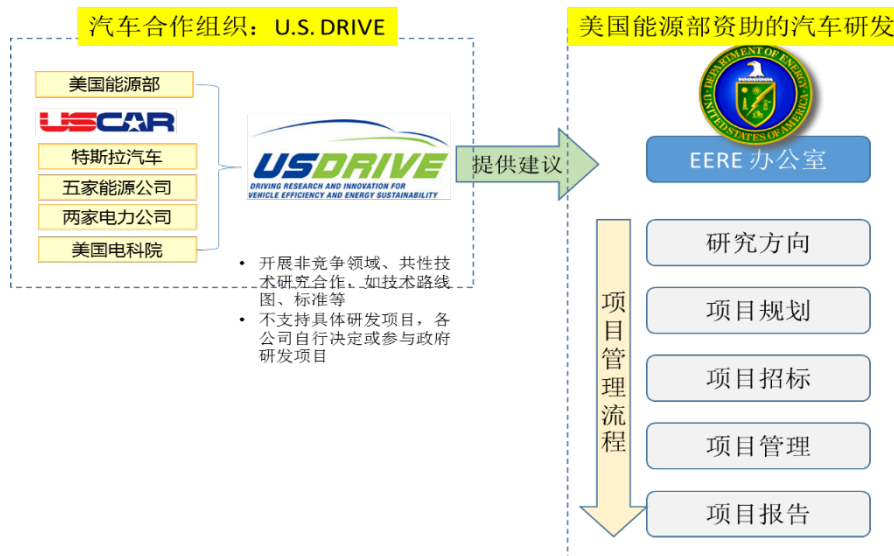 汽车合作组织：U.S. DRIVE
美国能源部
USCAR
特斯拉汽车
五家能源公司
两家电力公司
美国电科院
USDRIVE
DRIVING RESEARCH AND INNOVATION FOR
VEHICLE EFFICIENCY AND ENERGY SUSTAINABILITY
• 开展非竞争领域、共性技
术研究合作，如技术路线
图、标准等
• 不支持具体研发项目，各
公司自行决定或参与政府
研发项目
提供建议
美国能源部资助的汽车研发
DEPARTMENT OF ENERGY
UNITED STATES OF AMERICA
EERE 办公室
项目管理流程
研究方向
项目规划
项目招标
项目管理
项目报告